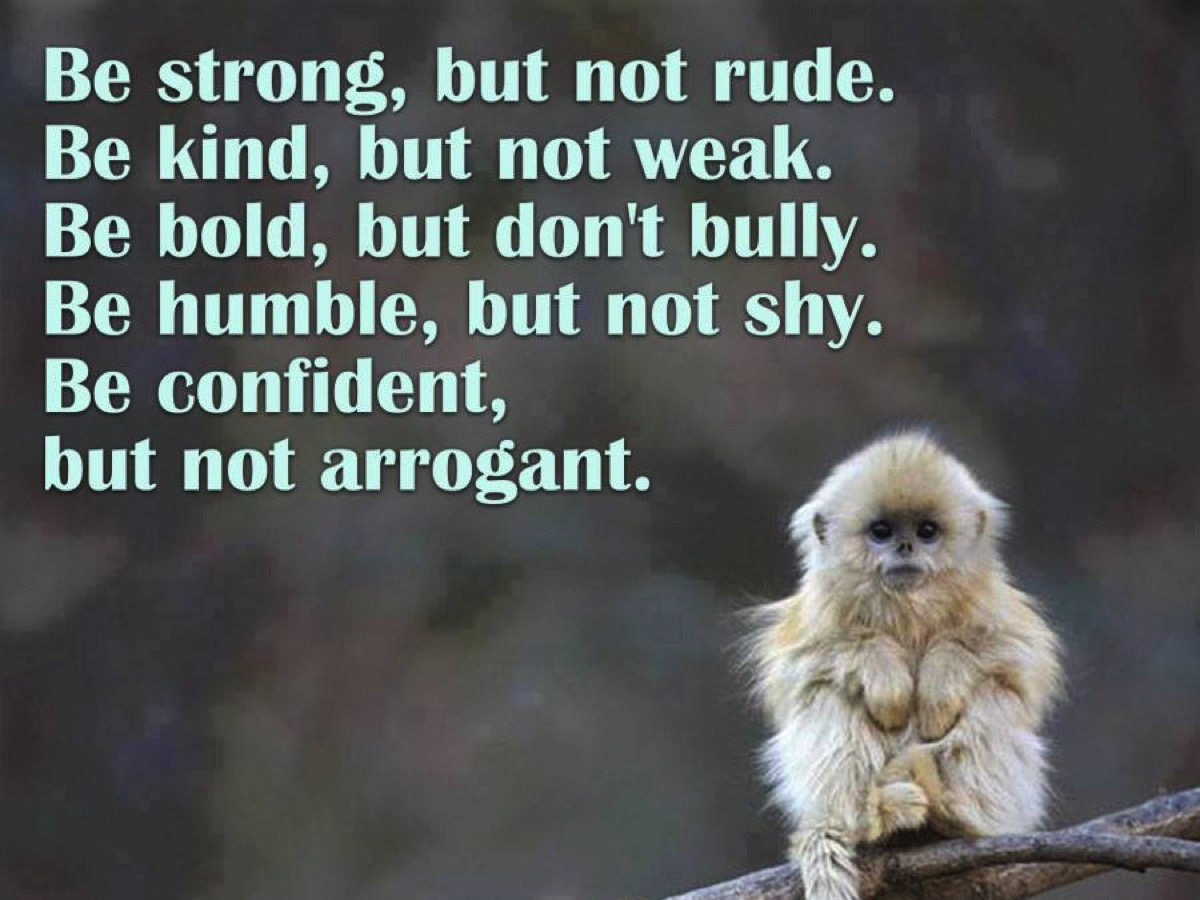 Be strong, but not rude.
Be kind, but not weak.
Be bold, but don't bully.
Be humble, but not shy.
Be confident,
but not arrogant.